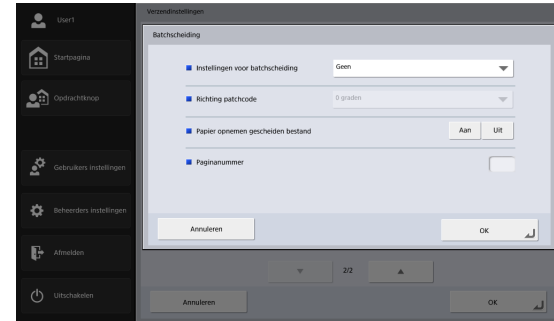 User1
Startpagina
Opdrachtknop
Gebruikers instellingen
Beheerders instellingen
Afmelden
Uitschakelen
Verzendinstellingen
Batchscheiding
Instellingen voor batchscheiding
Geen
Richting patchcode
0 graden
Papier opnemen gescheiden bestand
Aan
Uit
Paginanummer
Annuleren
OK
2/2
Annuleren
OK